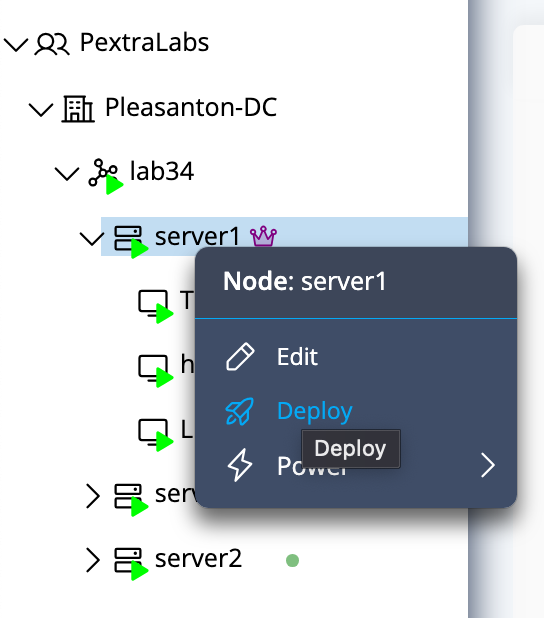 PextraLabs
Pleasanton-DC
lab34
server1
Node: server1
T
Edit
h
Deploy
L
Deploy
Power
server2